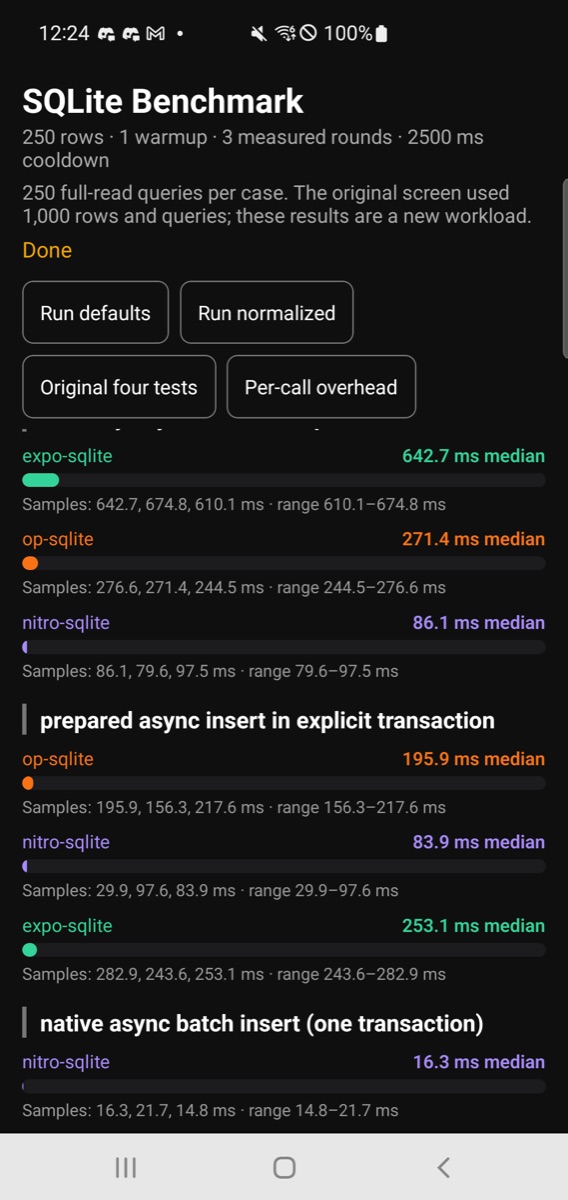 12:24 100%
SQLite Benchmark
250 rows · 1 warmup · 3 measured rounds · 2500 ms
cooldown
250 full-read queries per case. The original screen used
1,000 rows and queries; these results are a new workload.
Done
Run defaults Run normalized
Original four tests Per-call overhead
expo-sqlite 642.7 ms median
Samples: 642.7, 674.8, 610.1 ms · range 610.1–674.8 ms
op-sqlite 271.4 ms median
Samples: 276.6, 271.4, 244.5 ms · range 244.5–276.6 ms
nitro-sqlite 86.1 ms median
Samples: 86.1, 79.6, 97.5 ms · range 79.6–97.5 ms
prepared async insert in explicit transaction
op-sqlite 195.9 ms median
Samples: 195.9, 156.3, 217.6 ms · range 156.3–217.6 ms
nitro-sqlite 83.9 ms median
Samples: 29.9, 97.6, 83.9 ms · range 29.9–97.6 ms
expo-sqlite 253.1 ms median
Samples: 282.9, 243.6, 253.1 ms · range 243.6–282.9 ms
native async batch insert (one transaction)
nitro-sqlite 16.3 ms median
Samples: 16.3, 21.7, 14.8 ms · range 14.8–21.7 ms